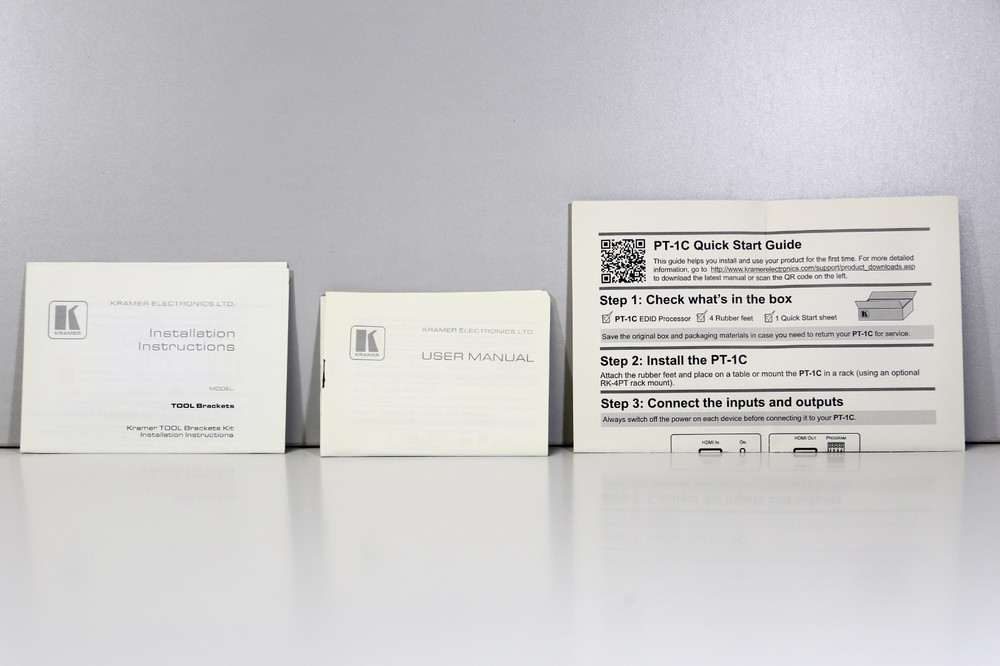 KRAMER
KRAMER ELECTRONICS LTD.
Installation
Instructions
MODEL:
TOOL Brackets
Kramer TOOL Brackets Kit
Installation Instructions
KRAMER
KRAMER ELECTRONICS LTD.
USER MANUAL
PT-1C Quick Start Guide
This guide helps you install and use your product for the first time. For more detailed
information, go to http://www.kramerelectronics.com/support/product_downloads.asp
to download the latest manual or scan the QR code on the left.
Step 1: Check what's in the box
PT-1C EDID Processor 4 Rubber feet 1 Quick Start sheet
Save the original box and packaging materials in case you need to return your PT-1C for service.
Step 2: Install the PT-1C
Attach the rubber feet and place on a table or mount the PT-1C in a rack (using an optional
RK-4PT rack mount).
Step 3: Connect the inputs and outputs
Always switch off the power on each device before connecting it to your PT-1C.
HDMI IN ON HDMI OUT PROGRAM